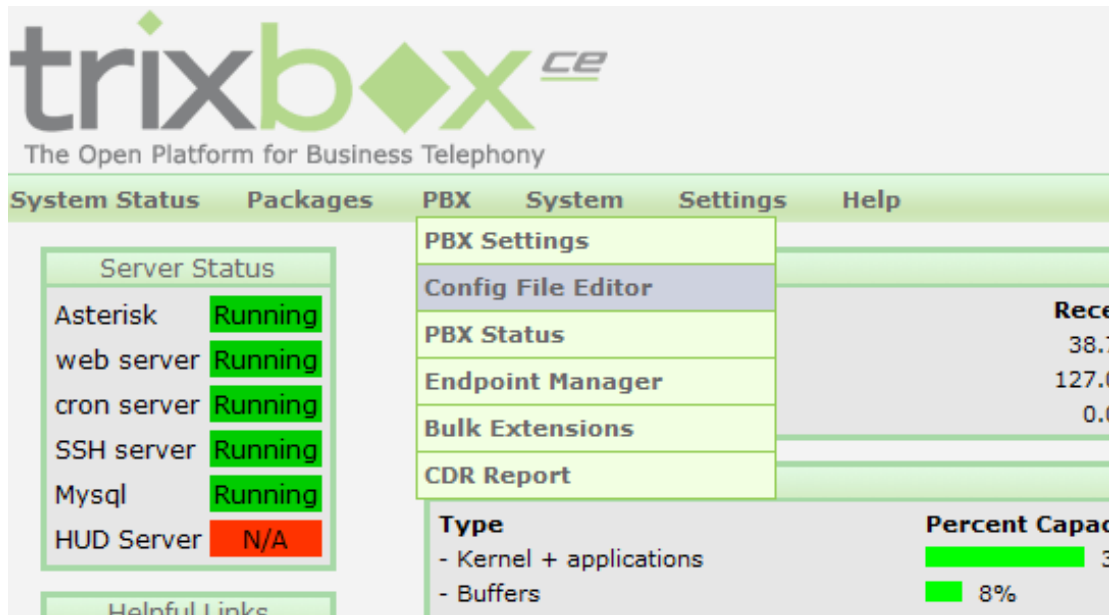 trixbox ce
The Open Platform for Business Telephony
System Status Packages PBX System Settings Help
Server Status
Asterisk Running
web server Running
cron server Running
SSH server Running
Mysql Running
HUD Server N/A
Helpful Links
PBX Settings
Config File Editor
PBX Status
Endpoint Manager
Bulk Extensions
CDR Report
Type
- Kernel + applications
- Buffers 8%